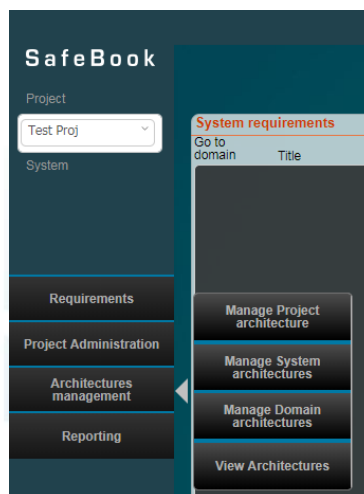 SafeBook
Project
Test Proj
System
System requirements
Go to
domain
Title
Requirements
Project Administration
Architectures
management
Reporting
Manage Project
architecture
Manage System
architectures
Manage Domain
architectures
View Architectures